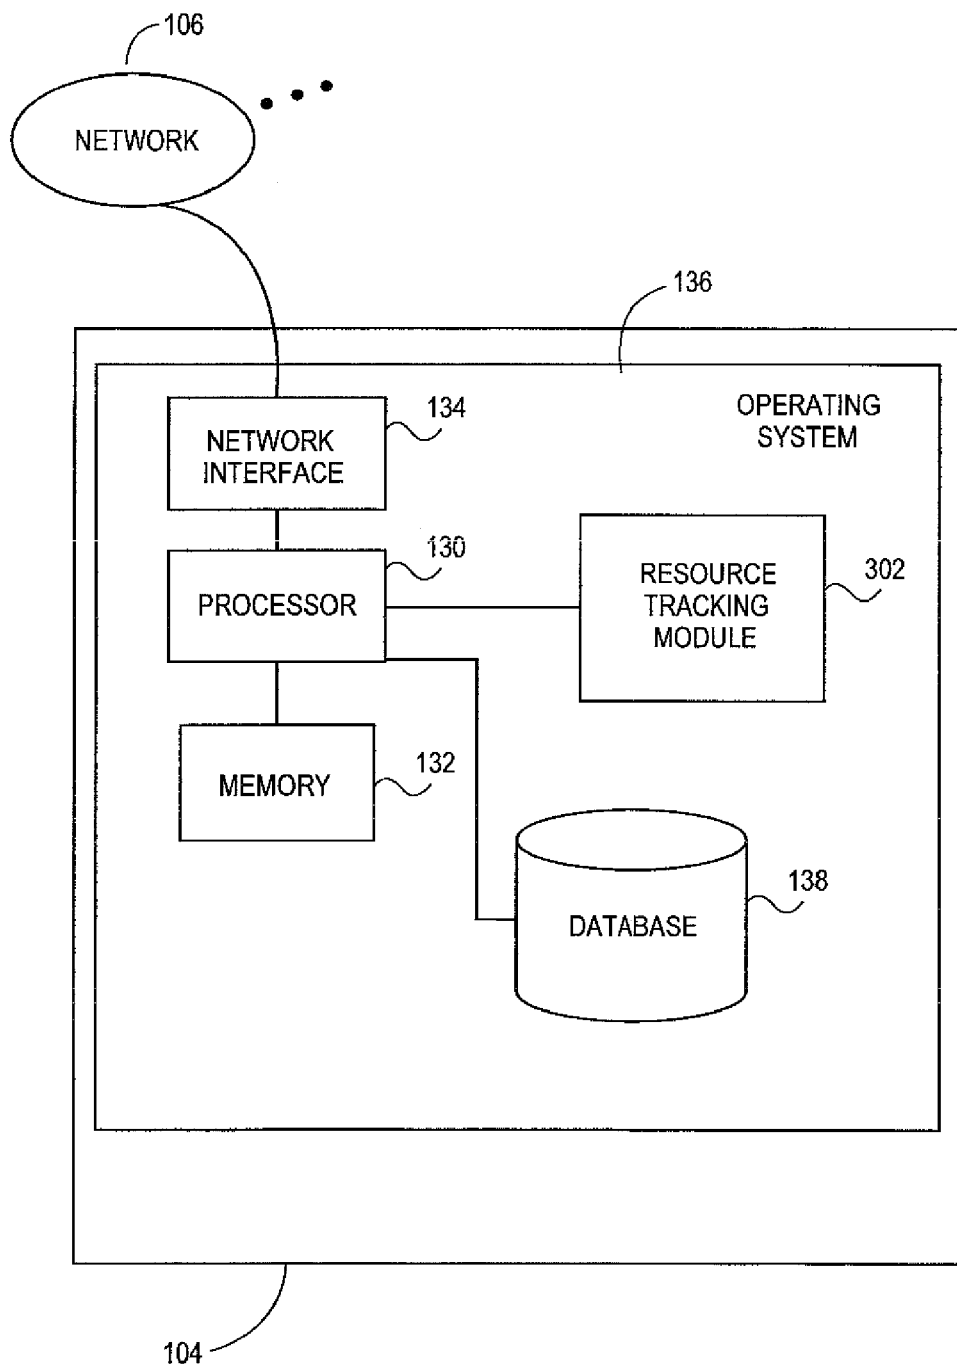 106
NETWORK
136
OPERATING
SYSTEM
134
NETWORK
INTERFACE
130
PROCESSOR
RESOURCE
TRACKING
MODULE
302
132
MEMORY
138
DATABASE
104